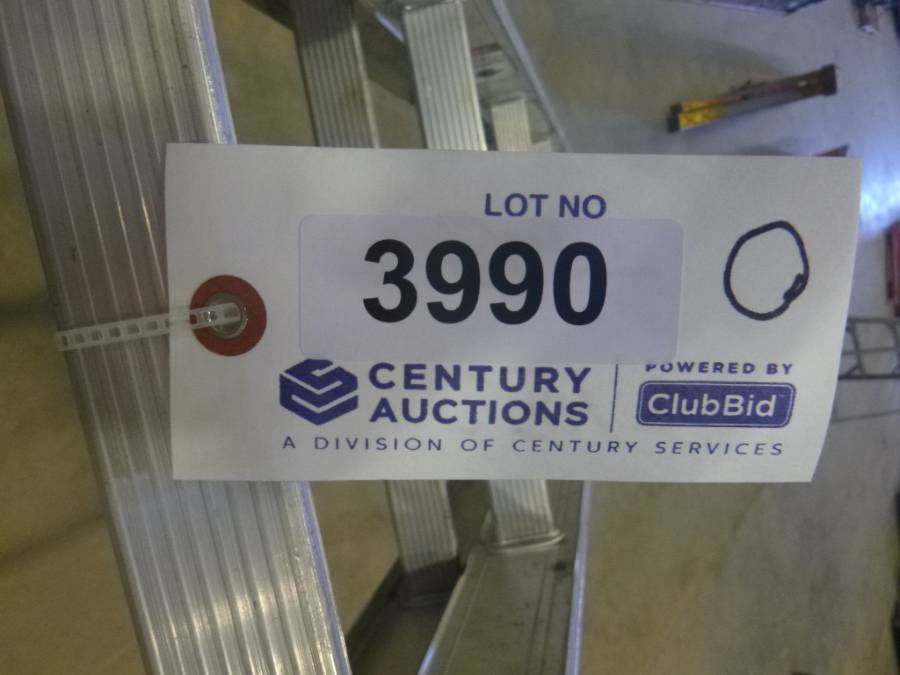 LOT NO
3990
CENTURY AUCTIONS
POWERED BY
ClubBid
A DIVISION OF CENTURY SERVICES